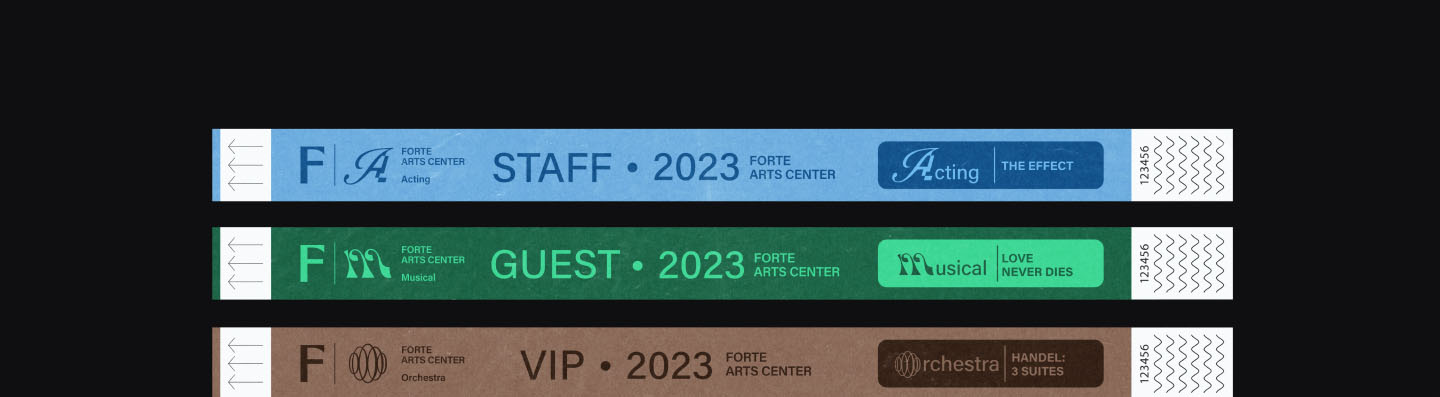 F
FORTE
ARTS CENTER
Acting
STAFF • 2023
FORTE
ARTS CENTER
Acting
THE EFFECT
123456
F
FORTE
ARTS CENTER
Musical
GUEST • 2023
FORTE
ARTS CENTER
Musical
LOVE
NEVER DIES
123456
F
FORTE
ARTS CENTER
Orchestra
VIP • 2023
FORTE
ARTS CENTER
Orchestra
HANDEL:
3 SUITES
123456